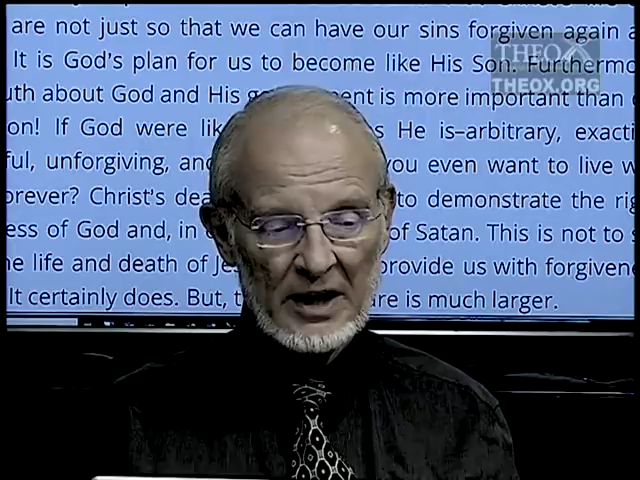 are not just so that we can have our sins forgiven again a
It is God's plan for us to become like His Son. Furthermo
uth about God and His g ent is more important than
on! If God were lik s He is–arbitrary, exacti
ful, unforgiving, and you even want to live w
orever? Christ's dea to demonstrate the rig
ess of God and, in of Satan. This is not to s
he life and death of Je provide us with forgivene
It certainly does. But, t re is much larger.
THEOX
THEOX.ORG